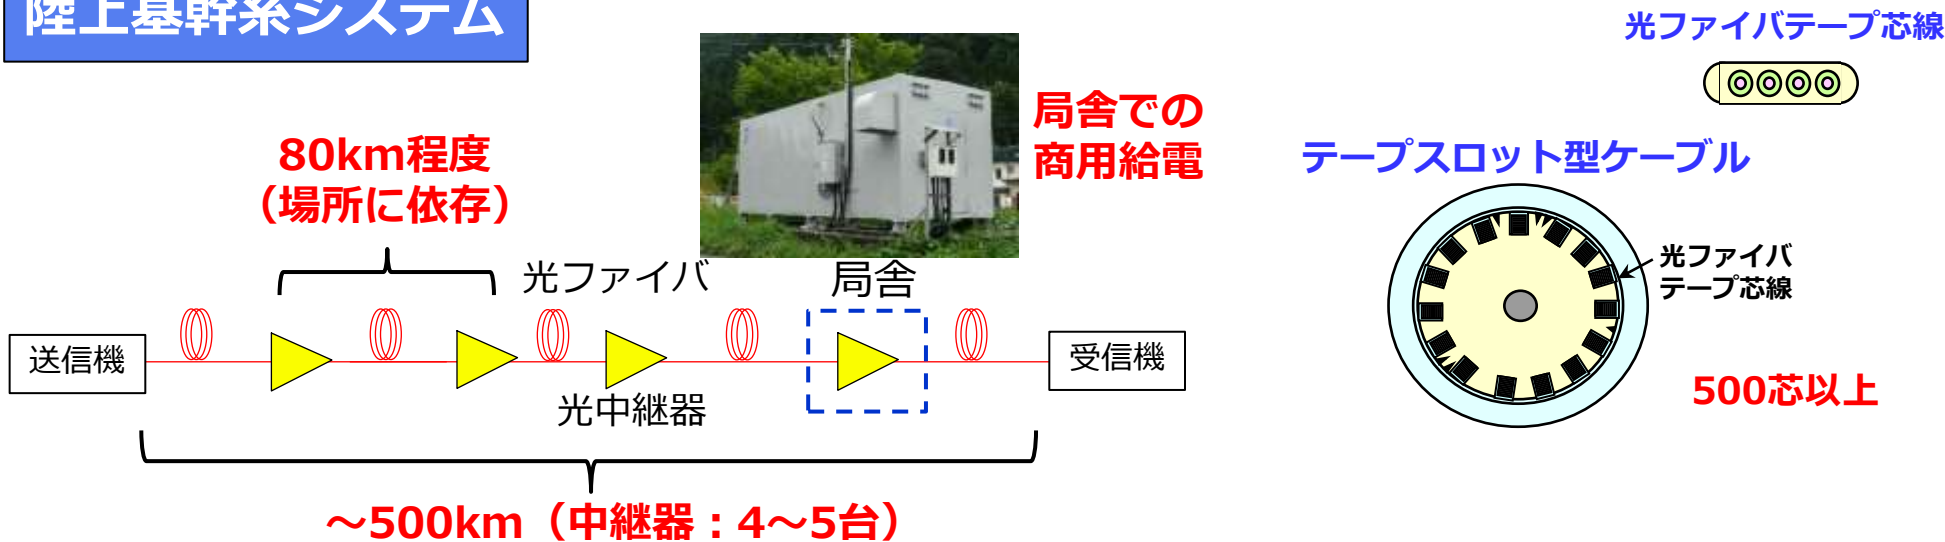 陸上基幹系システム
光ファイバテープ芯線
局舎での
商用給電
80km程度
（場所に依存）
テープスロット型ケーブル
光ファイバ
テープ芯線
光ファイバ
局舎
送信機
受信機
光中継器
500芯以上
～500km（中継器：4～5台）